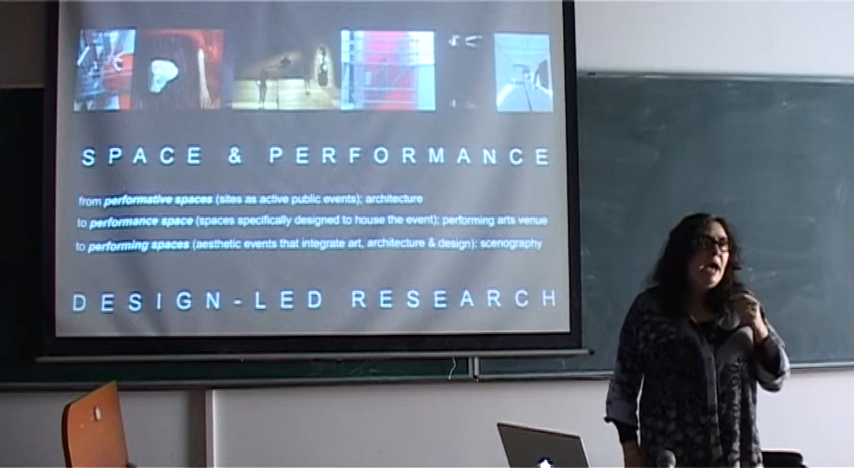 SPACE & PERFORMANCE
from performative spaces (sites as active public events); architecture
to performance space (spaces specifically designed to house the event); performing arts venue
to performing spaces (aesthetic events that integrate art, architecture & design): scenography
DESIGN-LED RESEARCH